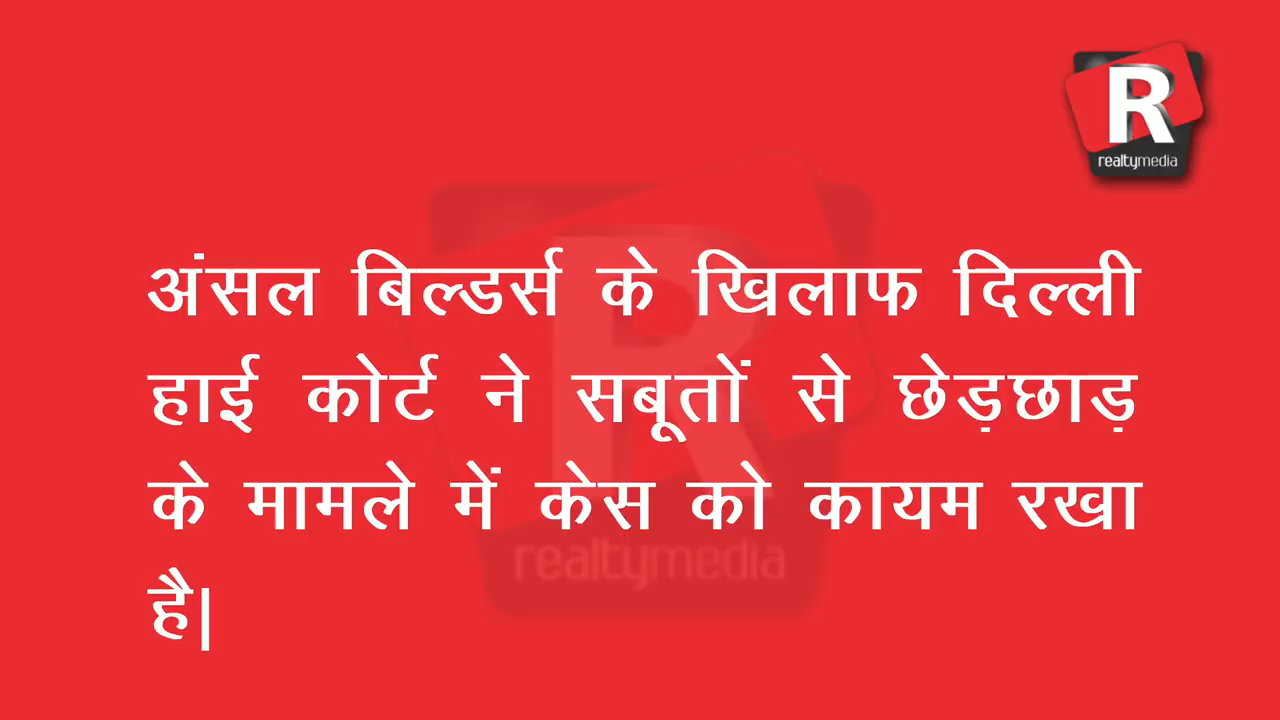 R
realtymedia
अंसल बिल्डर्स के खिलाफ दिल्ली
हाई कोर्ट ने सबूतों से छेड़छाड़
के मामले में केस को कायम रखा
है|
R
realtymedia